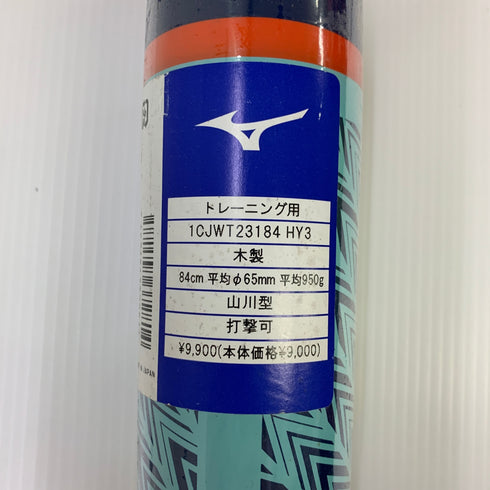 トレーニング用
1CJWT23184 HY3
木製
84cm 平均φ65mm 平均950g
山川型
打撃可
¥9,900(本体価格¥9,000)
JAPAN